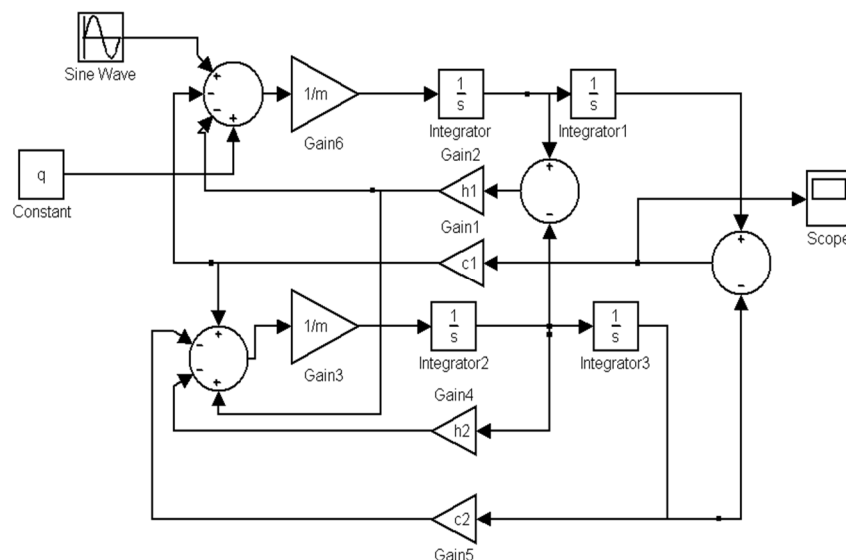 Sine Wave
+
-
-
+
1/m
Gain6
1
s
Integrator
1
s
Integrator1
q
Constant
Gain2
h1
+
-
Scope
Gain1
c1
+
-
+
-
-
+
1/m
Gain3
1
s
Integrator2
1
s
Integrator3
Gain4
h2
c2
Gain5